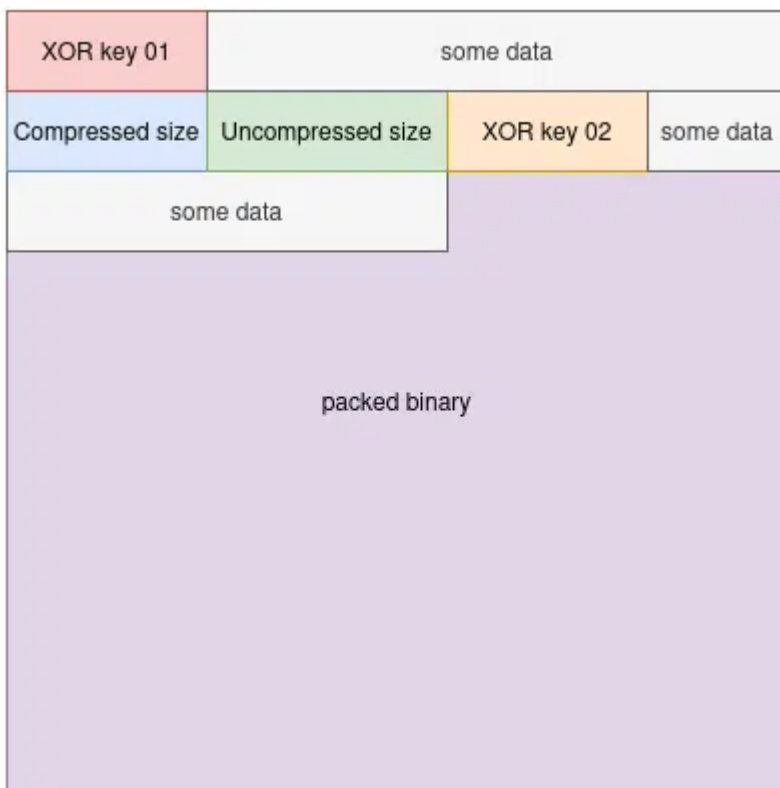 XOR key 01
some data
Compressed size
Uncompressed size
XOR key 02
some data
some data
packed binary